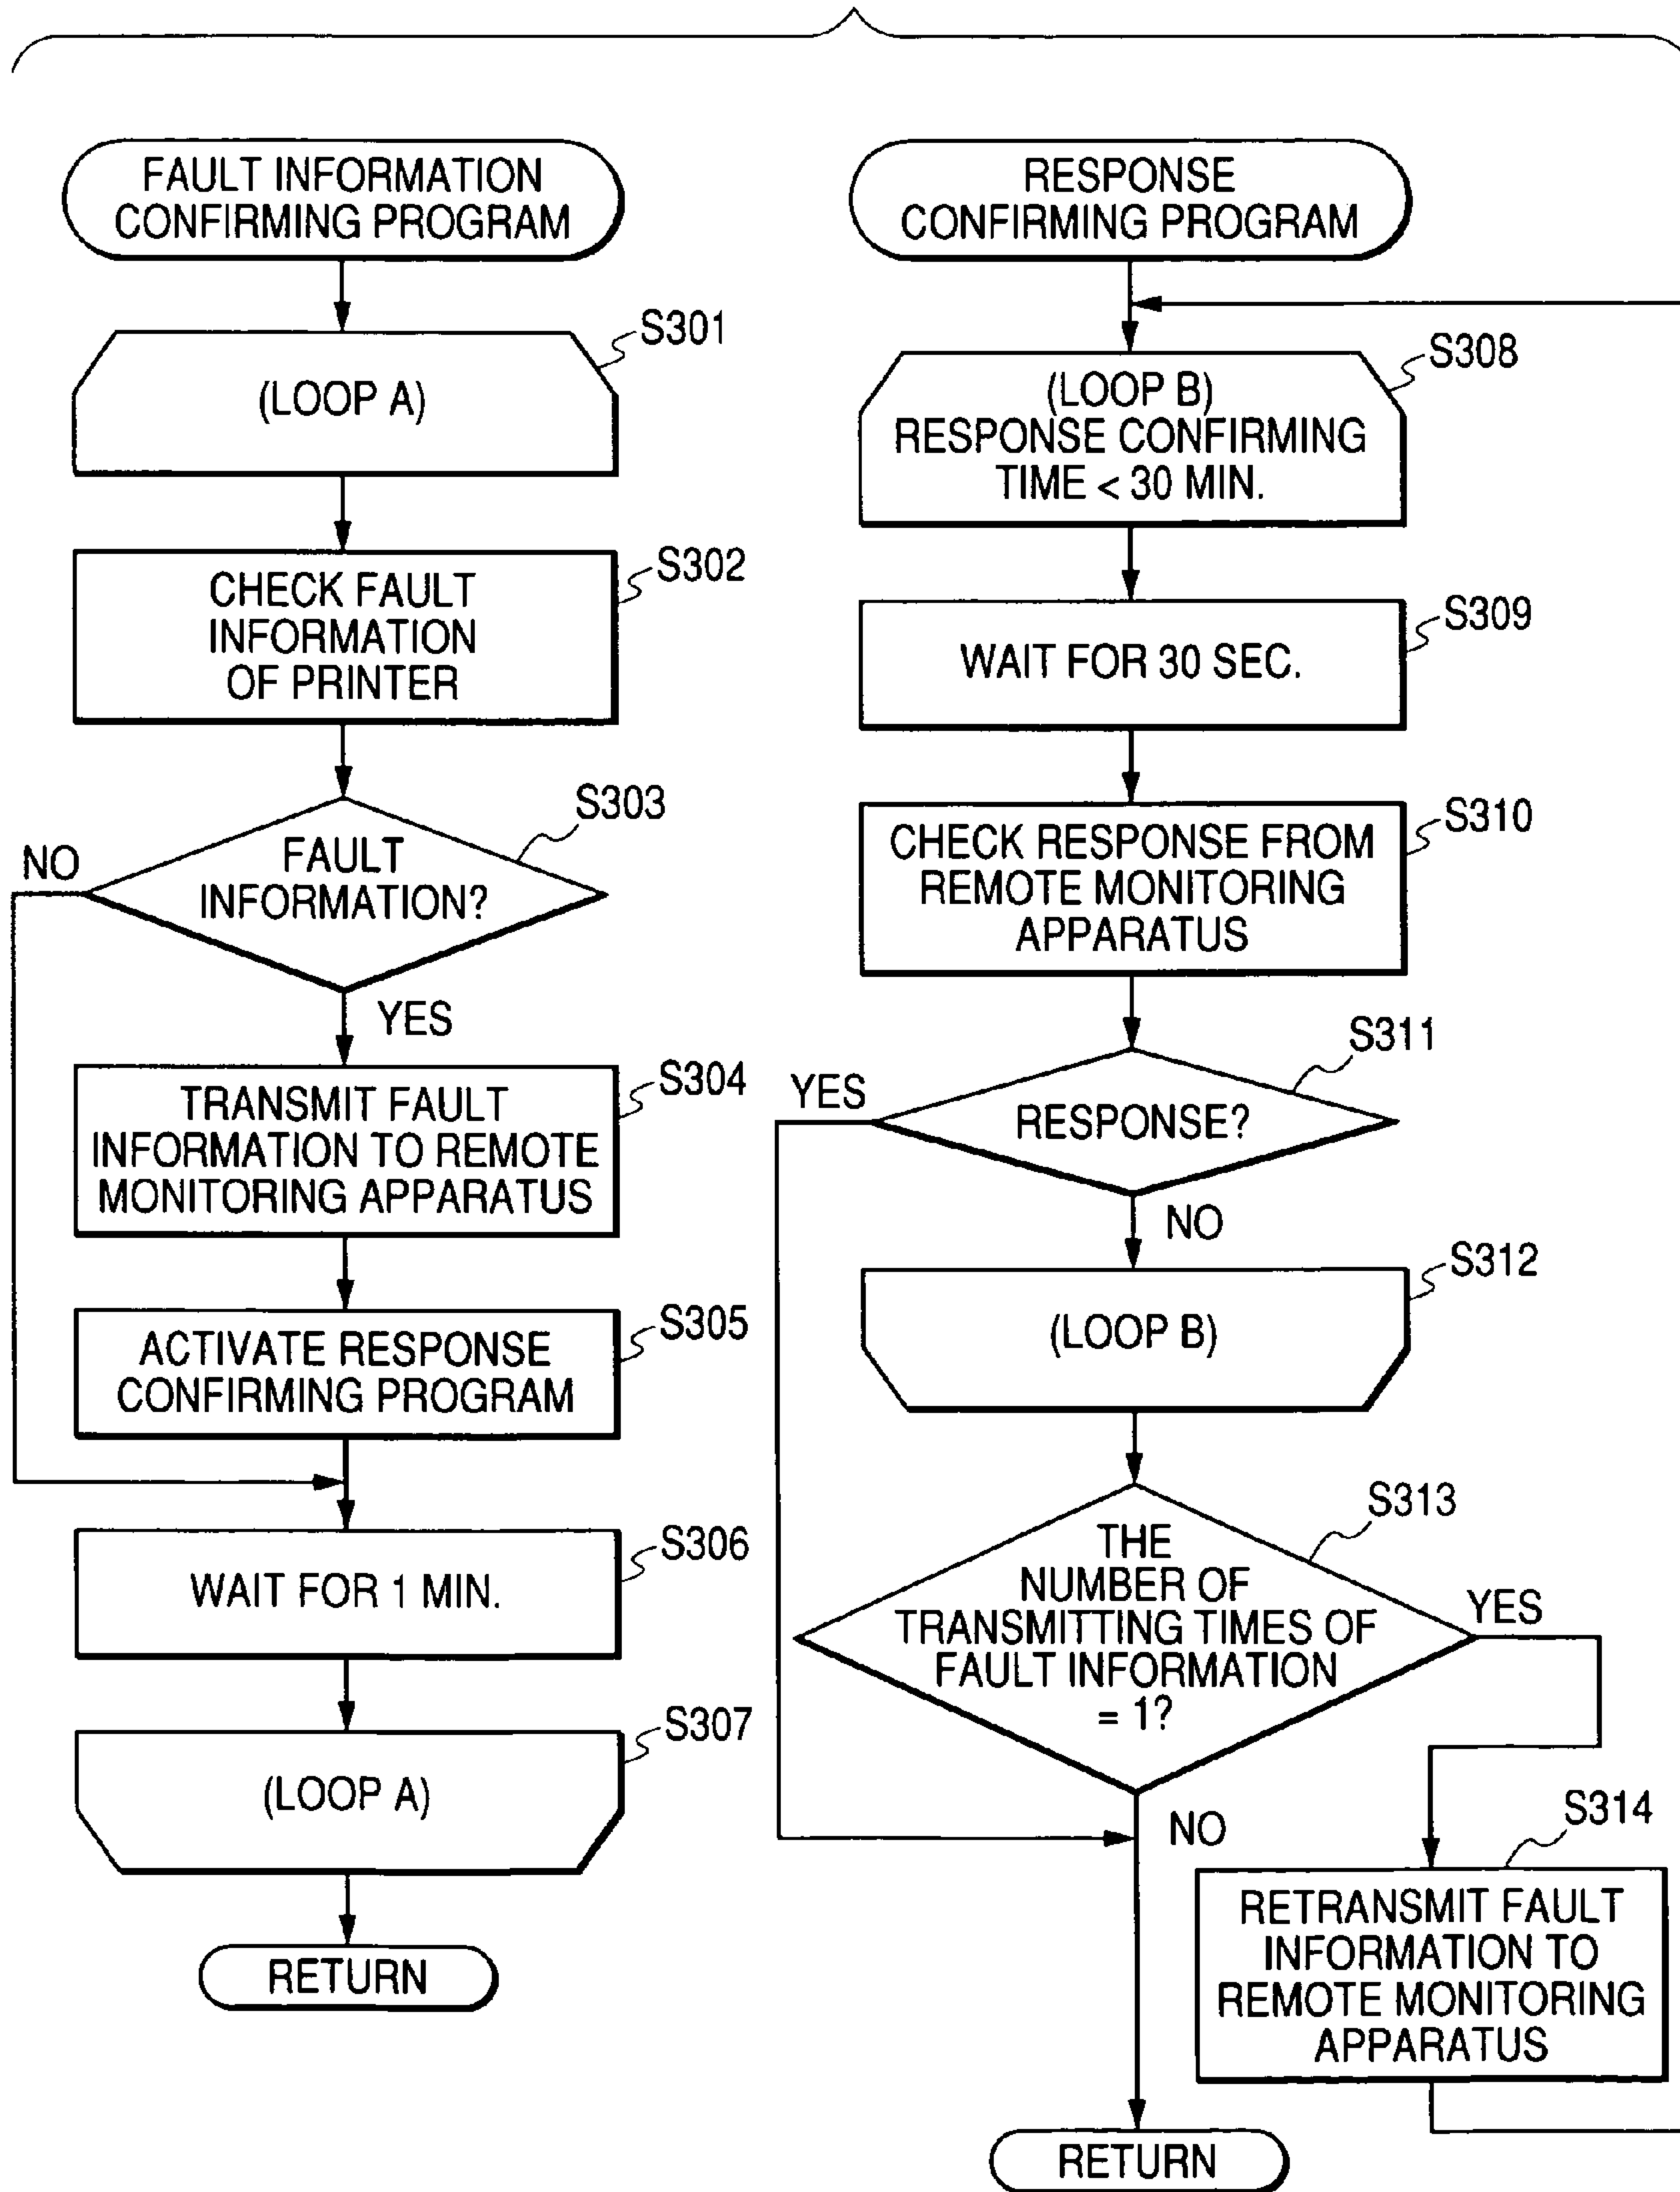 FAULT INFORMATION
CONFIRMING PROGRAM
S301
(LOOP A)
S302
CHECK FAULT
INFORMATION
OF PRINTER
S303
FAULT
INFORMATION?
NO
YES
S304
TRANSMIT FAULT
INFORMATION TO REMOTE
MONITORING APPARATUS
S305
ACTIVATE RESPONSE
CONFIRMING PROGRAM
S306
WAIT FOR 1 MIN.
S307
(LOOP A)
RETURN
RESPONSE
CONFIRMING PROGRAM
S308
(LOOP B)
RESPONSE CONFIRMING
TIME < 30 MIN.
S309
WAIT FOR 30 SEC.
S310
CHECK RESPONSE FROM
REMOTE MONITORING
APPARATUS
S311
YES
RESPONSE?
NO
S312
(LOOP B)
S313
THE
NUMBER OF
TRANSMITTING TIMES OF
FAULT INFORMATION
= 1?
YES
NO
S314
RETRANSMIT FAULT
INFORMATION TO
REMOTE MONITORING
APPARATUS
RETURN